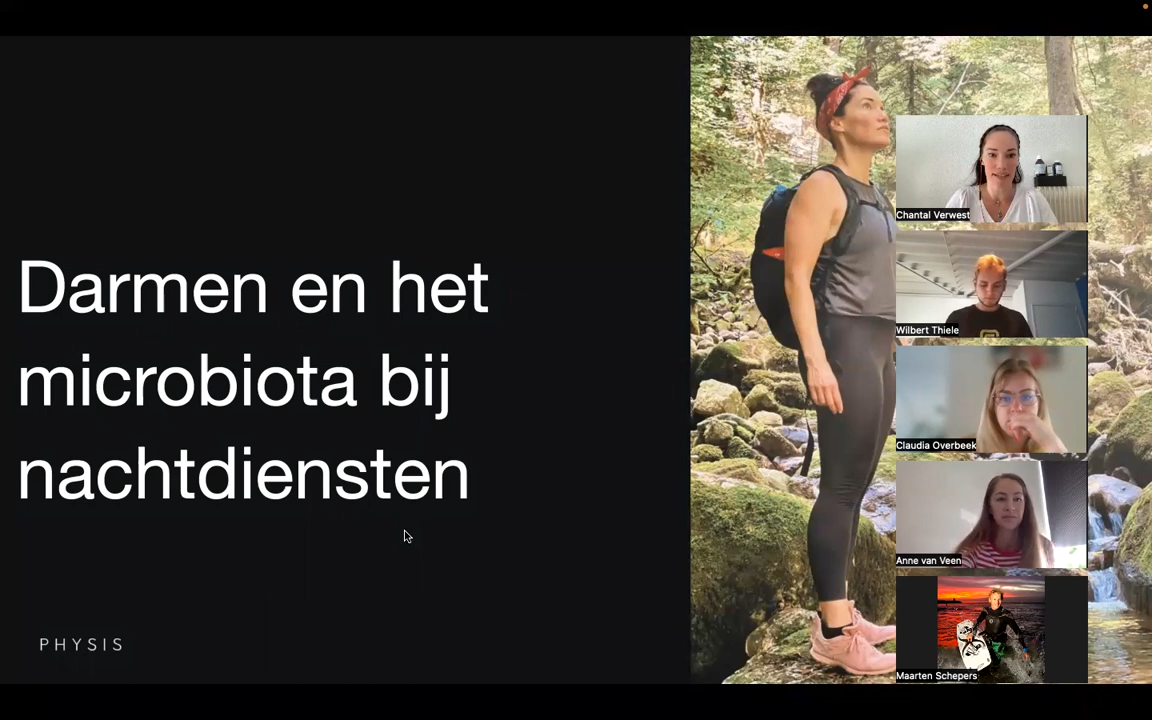 Darmen en het
microbiota bij
nachtdiensten
PHYSIS
Chantal Verwest
Wilbert Thiele
Claudia Overbeek
Anne van Veen
Maarten Schepers